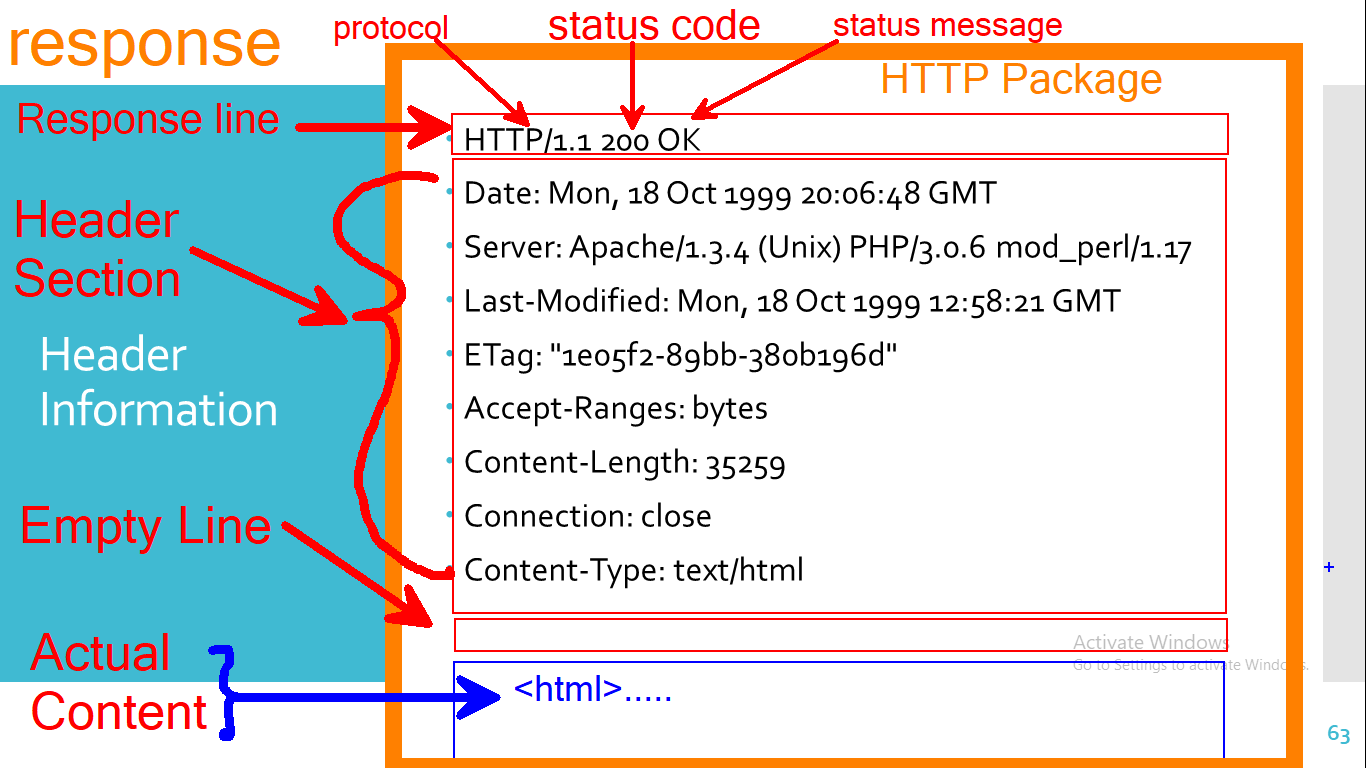 response
protocol
status code
status message
HTTP Package
Response line
HTTP/1.1 200 OK
Header
Section
Date: Mon, 18 Oct 1999 20:06:48 GMT
Server: Apache/1.3.4 (Unix) PHP/3.0.6 mod_perl/1.17
Last-Modified: Mon, 18 Oct 1999 12:58:21 GMT
ETag: "1e05f2-89bb-380b196d"
Accept-Ranges: bytes
Content-Length: 35259
Connection: close
Content-Type: text/html
Header
Information
Empty Line
Actual
Content
<html>.....
Activate Windows
Go to Settings to activate Windows.
63